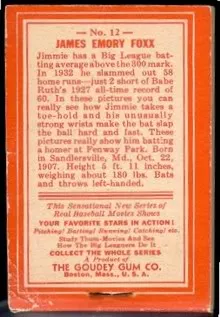 — No. 12 —
JAMES EMORY FOXX
Jimmie has a Big League bat-
ting average above the 300 mark.
In 1932 he slammed out 58
home runs—just 2 short of Babe
Ruth's 1927 all-time record of
60. In these pictures you can
really see how Jimmie takes a
toe-hold and his unusually
strong wrists make the bat slap
the ball hard and fast. These
pictures really show him batting
a homer at Fenway Park. Born
in Sandlersville, Md., Oct. 22,
1907. Height 5 ft. 11 inches,
weighing about 180 lbs. Bats
and throws left-handed.
This Sensational New Series of
Real Baseball Movies Shows
YOUR FAVORITE STARS IN ACTION!
Pitching! Batting! Running! Catching! etc.
Study Them—Movies And See
How The Big Leaguers Do It
COLLECT THE WHOLE SERIES
A Product of
THE GOUDEY GUM CO.
Boston, Mass., U. S. A.